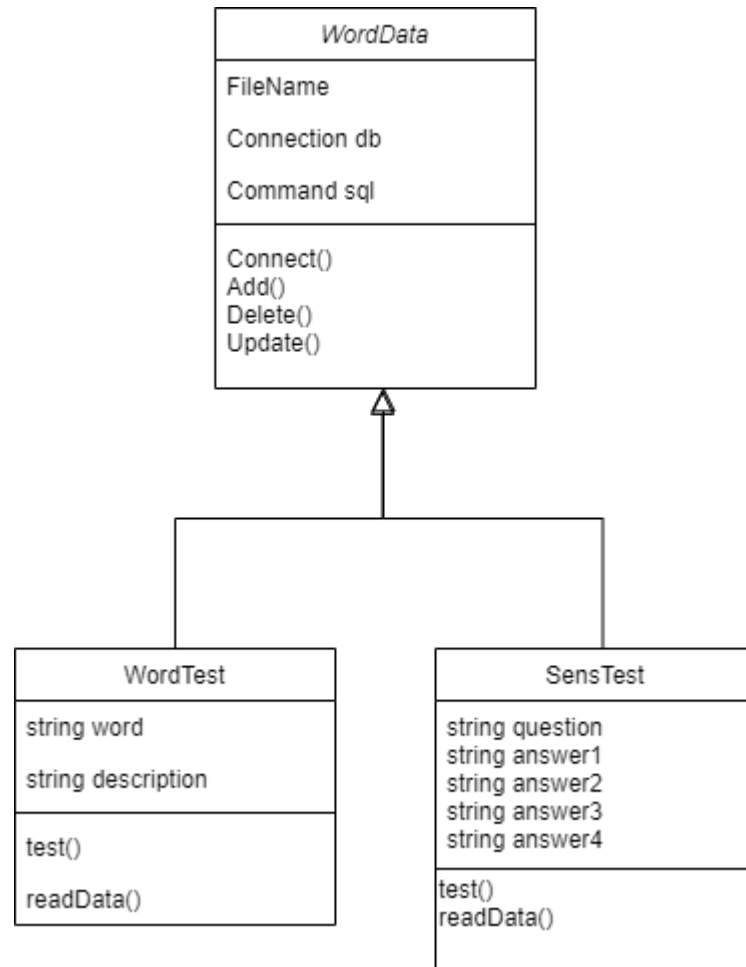 WordData
FileName
Connection db
Command sql
Connect()
Add()
Delete()
Update()
WordTest
string word
string description
test()
readData()
SensTest
string question
string answer1
string answer2
string answer3
string answer4
test()
readData()